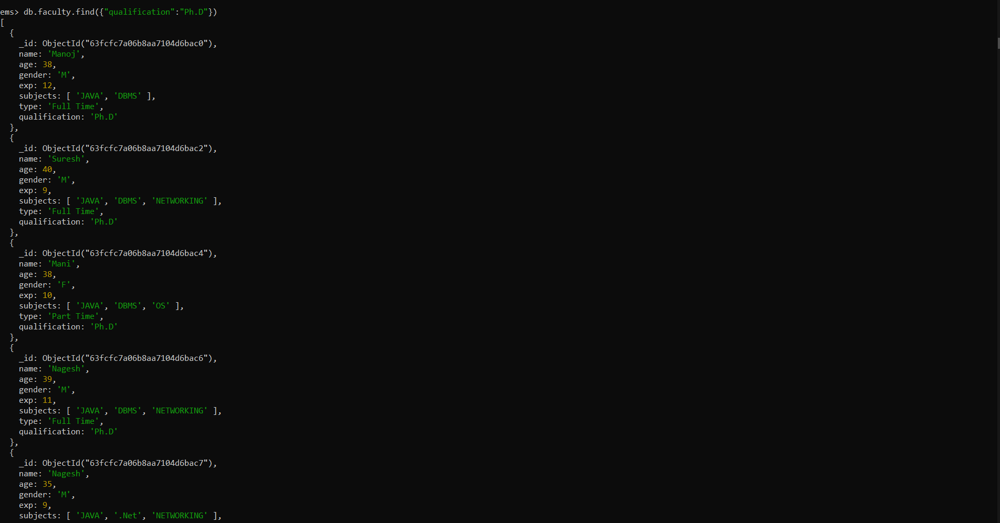 ems> db.faculty.find({"qualification":"Ph.D"})
[
  {
    _id: ObjectId("63fcfc7a06b8aa7104d6bac0"),
    name: 'Manoj',
    age: 38,
    gender: 'M',
    exp: 12,
    subjects: [ 'JAVA', 'DBMS' ],
    type: 'Full Time',
    qualification: 'Ph.D'
  },
  {
    _id: ObjectId("63fcfc7a06b8aa7104d6bac2"),
    name: 'Suresh',
    age: 40,
    gender: 'M',
    exp: 9,
    subjects: [ 'JAVA', 'DBMS', 'NETWORKING' ],
    type: 'Full Time',
    qualification: 'Ph.D'
  },
  {
    _id: ObjectId("63fcfc7a06b8aa7104d6bac4"),
    name: 'Mani',
    age: 38,
    gender: 'F',
    exp: 10,
    subjects: [ 'JAVA', 'DBMS', 'OS' ],
    type: 'Part Time',
    qualification: 'Ph.D'
  },
  {
    _id: ObjectId("63fcfc7a06b8aa7104d6bac6"),
    name: 'Nagesh',
    age: 39,
    gender: 'M',
    exp: 11,
    subjects: [ 'JAVA', 'DBMS', 'NETWORKING' ],
    type: 'Full Time',
    qualification: 'Ph.D'
  },
  {
    _id: ObjectId("63fcfc7a06b8aa7104d6bac7"),
    name: 'Nagesh',
    age: 35,
    gender: 'M',
    exp: 9,
    subjects: [ 'JAVA', '.Net', 'NETWORKING' ],